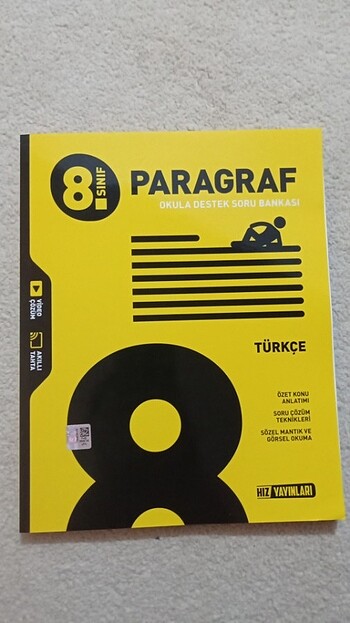 8.
SINIF
PARAGRAF
OKULA DESTEK SORU BANKASI
VİDEO
ÇÖZÜM
AKILLI
TAHTA
TÜRKÇE
ÖZET KONU
ANLATIMI
SORU ÇÖZÜM
TEKNİKLERİ
SÖZEL MANTIK VE
GÖRSEL OKUMA
8
HIZ YAYINLARI